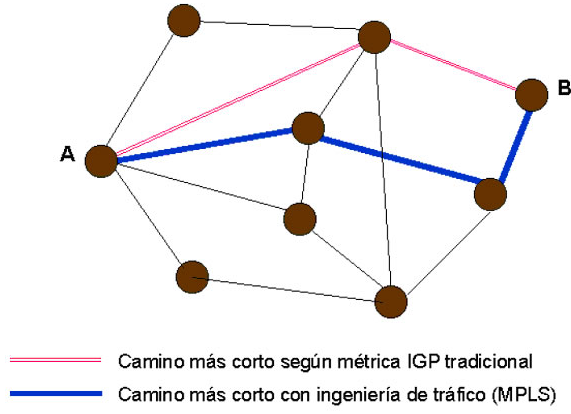 A
B
Camino más corto según métrica IGP tradicional
Camino más corto con ingeniería de tráfico (MPLS)